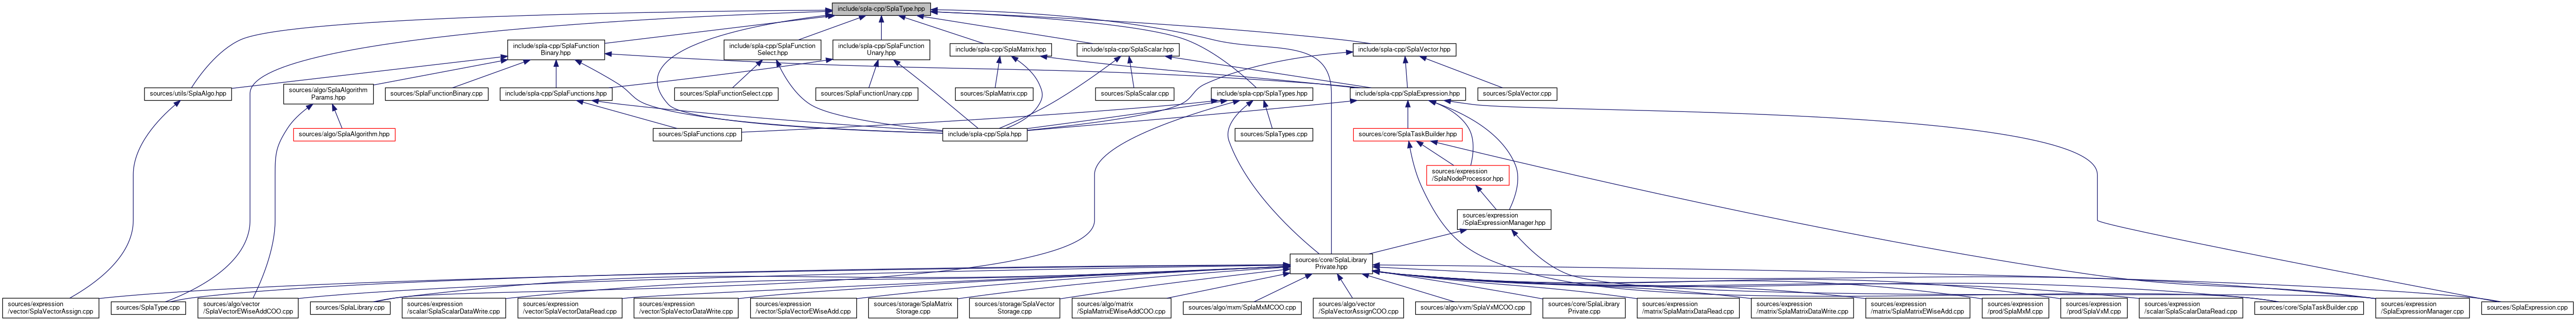 include/spla-cpp/SplaType.hpp
include/spla-cpp/SplaFunction
Binary.hpp
include/spla-cpp/SplaFunction
Select.hpp
include/spla-cpp/SplaFunction
Unary.hpp
include/spla-cpp/SplaMatrix.hpp
include/spla-cpp/SplaScalar.hpp
include/spla-cpp/SplaVector.hpp
sources/utils/SplaAlgo.hpp
sources/algo/SplaAlgorithm
Params.hpp
sources/SplaFunctionBinary.cpp
include/spla-cpp/SplaFunctions.hpp
sources/SplaFunctionSelect.cpp
sources/SplaFunctionUnary.cpp
sources/SplaMatrix.cpp
sources/SplaScalar.cpp
include/spla-cpp/SplaTypes.hpp
include/spla-cpp/SplaExpression.hpp
sources/SplaVector.cpp
sources/algo/SplaAlgorithm.hpp
sources/SplaFunctions.cpp
include/spla-cpp/Spla.hpp
sources/SplaTypes.cpp
sources/core/SplaTaskBuilder.hpp
sources/expression
/SplaNodeProcessor.hpp
sources/expression
/SplaExpressionManager.hpp
sources/core/SplaLibrary
Private.hpp
sources/expression
/vector/SplaVectorAssign.cpp
sources/SplaType.cpp
sources/algo/vector
/SplaVectorEWiseAddCOO.cpp
sources/SplaLibrary.cpp
sources/expression
/scalar/SplaScalarDataWrite.cpp
sources/expression
/vector/SplaVectorDataRead.cpp
sources/expression
/vector/SplaVectorDataWrite.cpp
sources/expression
/vector/SplaVectorEWiseAdd.cpp
sources/storage/SplaMatrix
Storage.cpp
sources/storage/SplaVector
Storage.cpp
sources/algo/matrix
/SplaMatrixEWiseAddCOO.cpp
sources/algo/mxm/SplaMxMCOO.cpp
sources/algo/vector
/SplaVectorAssignCOO.cpp
sources/algo/vxm/SplaVxMCOO.cpp
sources/core/SplaLibrary
Private.cpp
sources/expression
/matrix/SplaMatrixDataRead.cpp
sources/expression
/matrix/SplaMatrixDataWrite.cpp
sources/expression
/matrix/SplaMatrixEWiseAdd.cpp
sources/expression
/prod/SplaMxM.cpp
sources/expression
/prod/SplaVxM.cpp
sources/expression
/scalar/SplaScalarDataRead.cpp
sources/core/SplaTaskBuilder.cpp
sources/expression
/SplaExpressionManager.cpp
sources/SplaExpression.cpp